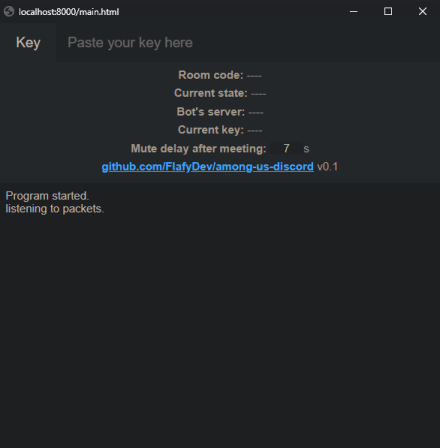 localhost:8000/main.html
Key Paste your key here
Room code: ----
Current state: ----
Bot's server: ----
Current key: ----
Mute delay after meeting: 7 s
github.com/FlafyDev/among-us-discord v0.1
Program started.
listening to packets.